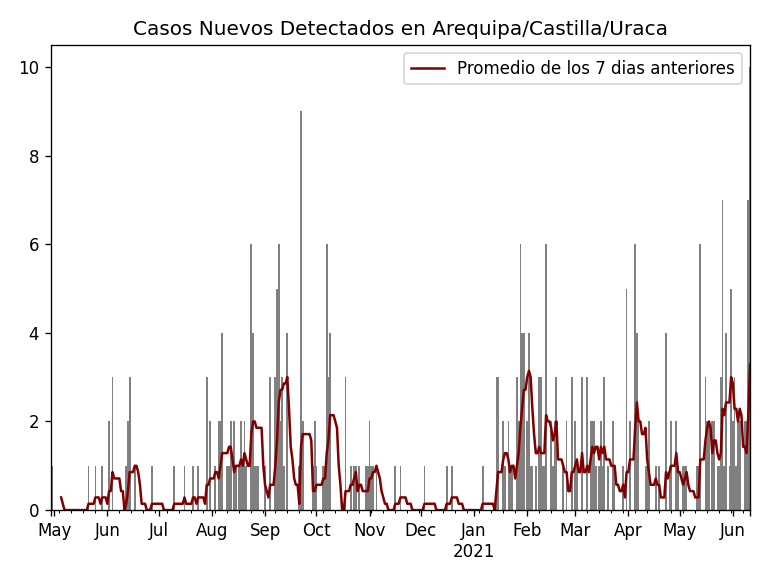 Casos Nuevos Detectados en Arequipa/Castilla/Uraca
Promedio de los 7 dias anteriores
10
8
6
4
2
0
May Jun Jul Aug Sep Oct Nov Dec Jan Feb Mar Apr May Jun
2021